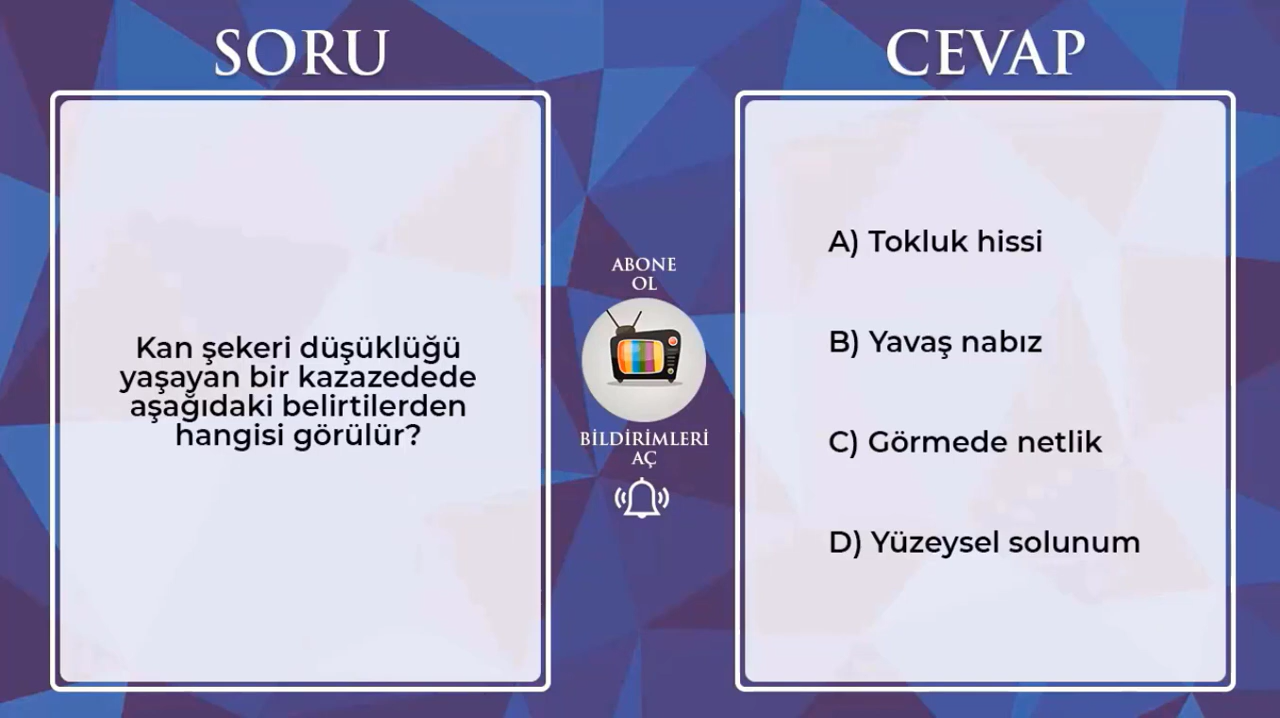 SORU
Kan şekeri düşüklüğü
yaşayan bir kazazedede
aşağıdaki belirtilerden
hangisi görülür?
ABONE
OL
BİLDİRİMLERİ
AÇ
CEVAP
A) Tokluk hissi
B) Yavaş nabız
C) Görmede netlik
D) Yüzeysel solunum